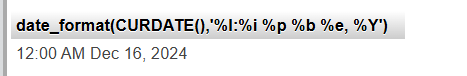 date_format(CURDATE(),'%I:%i %p %b %e, %Y')
12:00 AM Dec 16, 2024